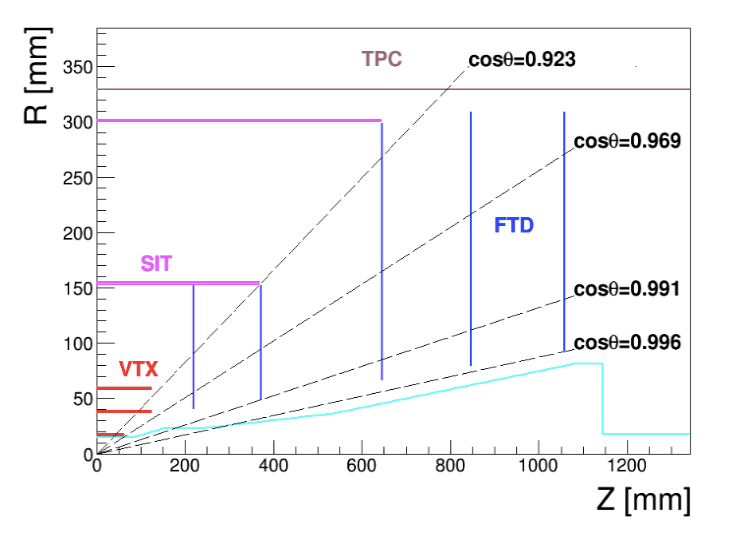 R [mm]
350
300
250
200
150
100
50
0
TPC
cosθ=0.923
cosθ=0.969
FTD
SIT
cosθ=0.991
cosθ=0.996
VTX
0 200 400 600 800 1000 1200
Z [mm]